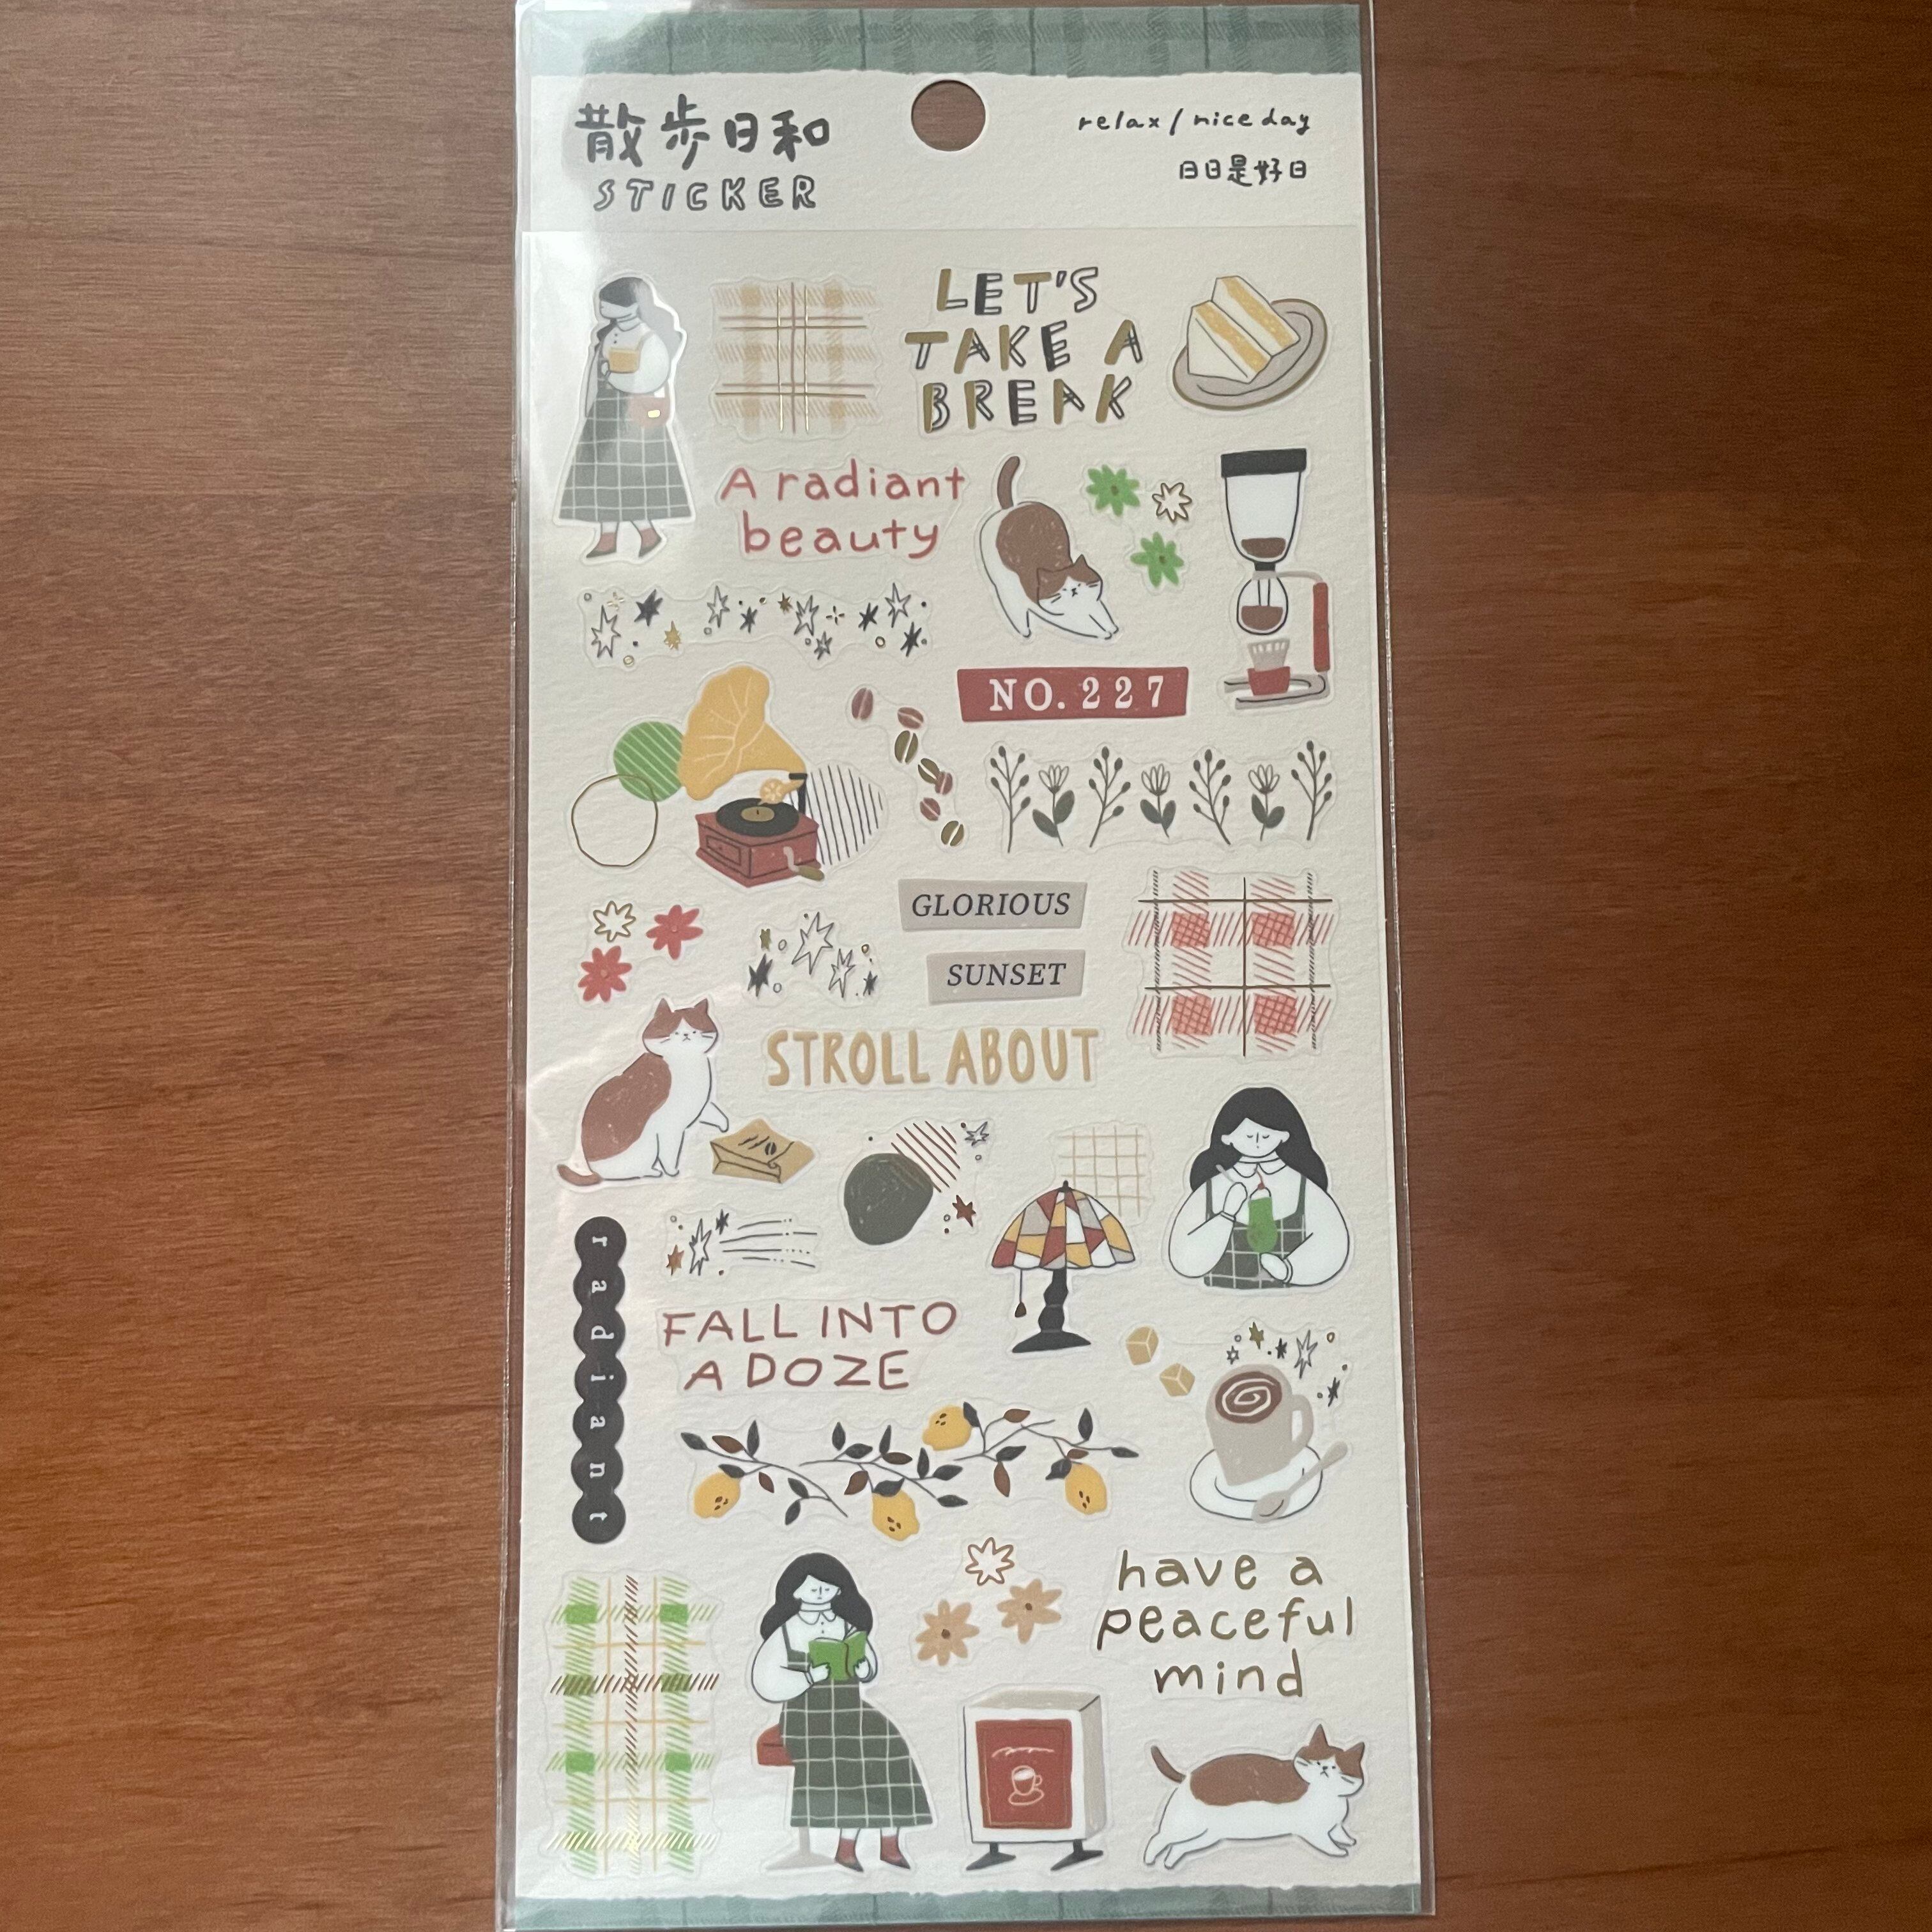 散步日和
STICKER
relax / nice day
日日是好日
LET'S
TAKE A
BREAK
A radiant
beauty
NO. 227
GLORIOUS
SUNSET
STROLL ABOUT
radiant
FALL INTO
A DOZE
have a
peaceful
mind